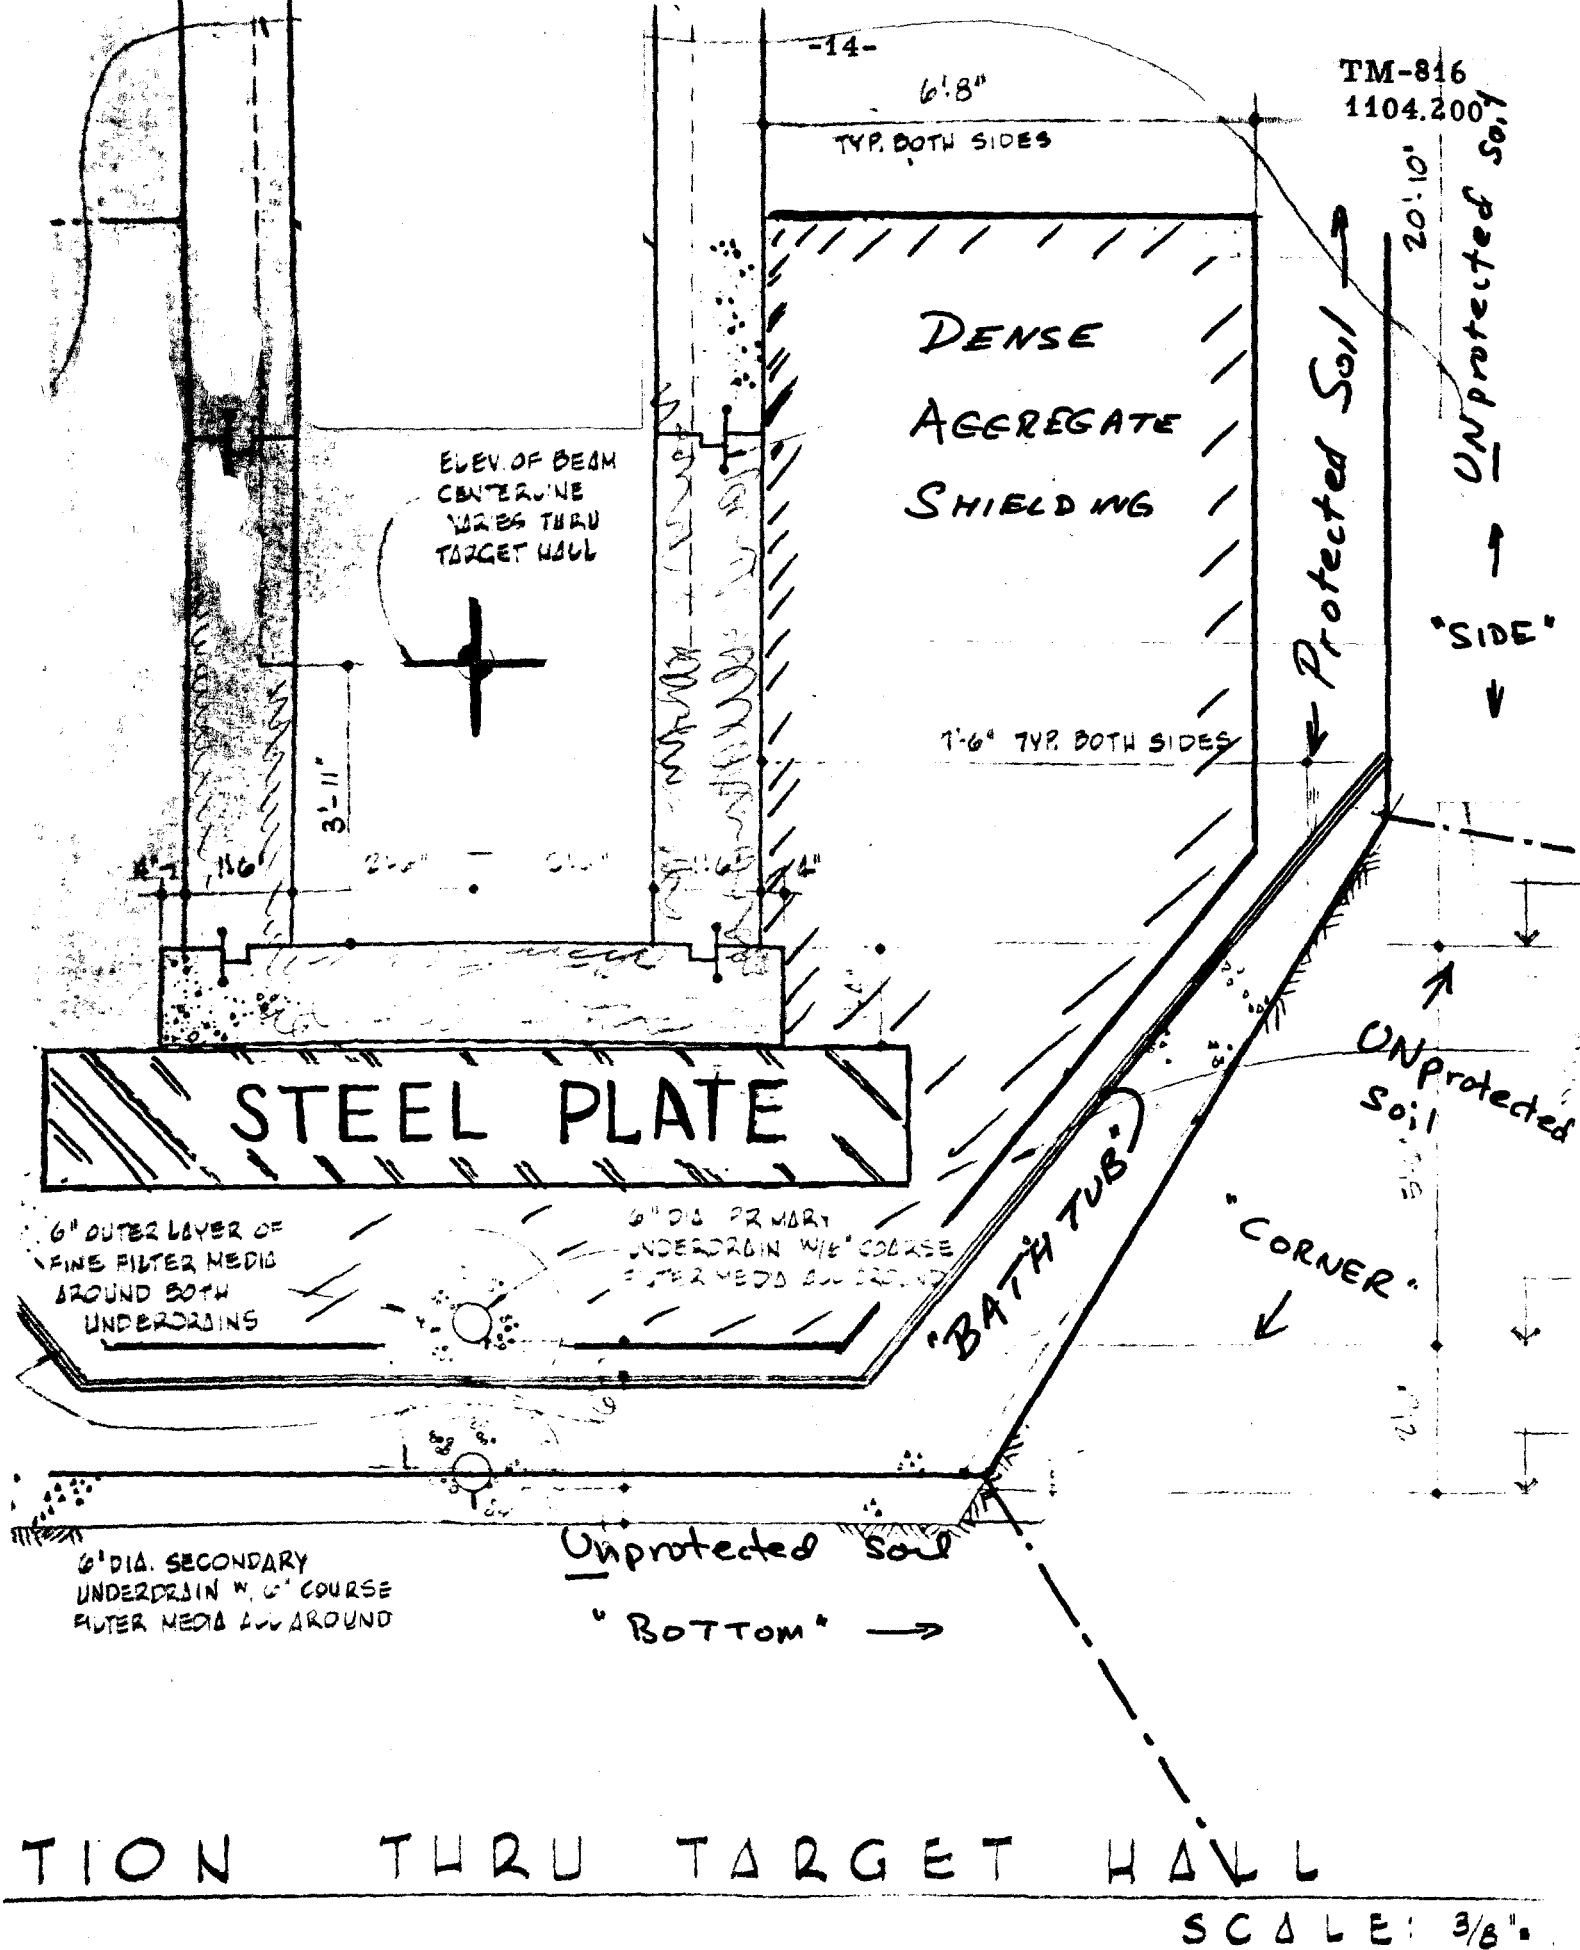 -14-
TM-816
1104.200
6'-8"
TYP. BOTH SIDES
20'-10"
UNprotected Soil
Protected Soil
DENSE
AGGREGATE
SHIELDING
ELEV. OF BEAM
CENTERLINE
VARIES THRU
TARGET HALL
"SIDE"
7'-6" TYP. BOTH SIDES
3'-11"
4"
1'-6"
1'-6"
4"
UNprotected
Soil
STEEL PLATE
"BATH TUB"
"CORNER"
6" OUTER LAYER OF
FINE FILTER MEDIA
AROUND BOTH
UNDERDRAINS
6" DIA. PRIMARY
UNDERDRAIN W/6" COARSE
FILTER MEDIA ALL AROUND
6" DIA. SECONDARY
UNDERDRAIN W. 6" COURSE
FILTER MEDIA ALL AROUND
Unprotected Soil
"BOTTOM"
TION THRU TARGET HALL
SCALE: 3/8"